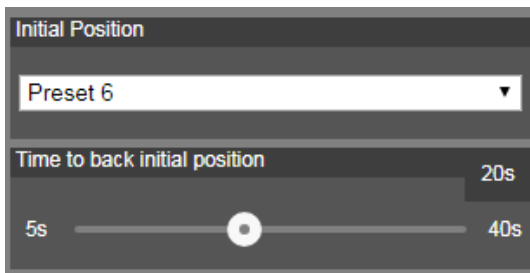 Initial Position
Preset 6
Time to back initial position
20s
5s
40s